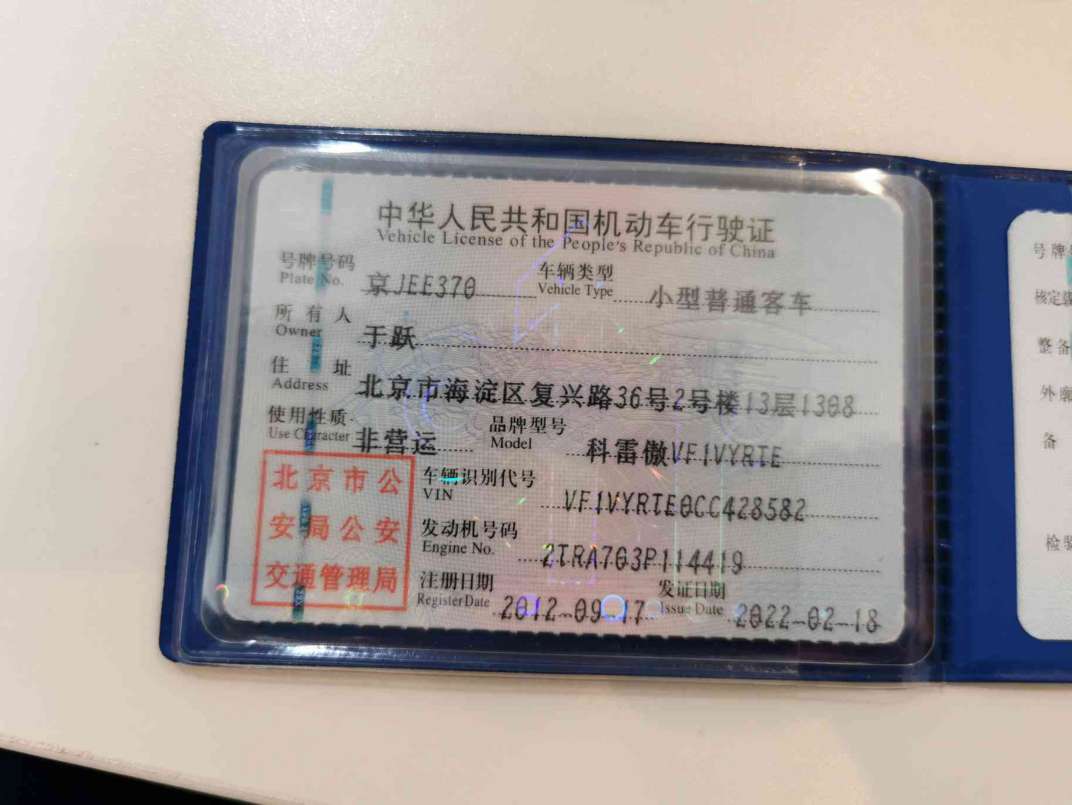 中华人民共和国机动车行驶证
Vehicle License of the People's Republic of China
号牌号码 京JEE370 车辆类型 小型普通客车
Plate No. Vehicle Type
所有人 于跃
Owner
住址 北京市海淀区复兴路36号2号楼13层1308
Address
使用性质 非营运 品牌型号 科雷傲VF1VYRTE
Use Character Model
北京市公
安局公安
交通管理局
车辆识别代号 VF1VYRTE0CC428582
VIN
发动机号码 2TRA703P114419
Engine No.
注册日期 2012-09-17 发证日期 2022-02-18
Register Date Issue Date
号牌
核定载
整备
外廓
备
检验